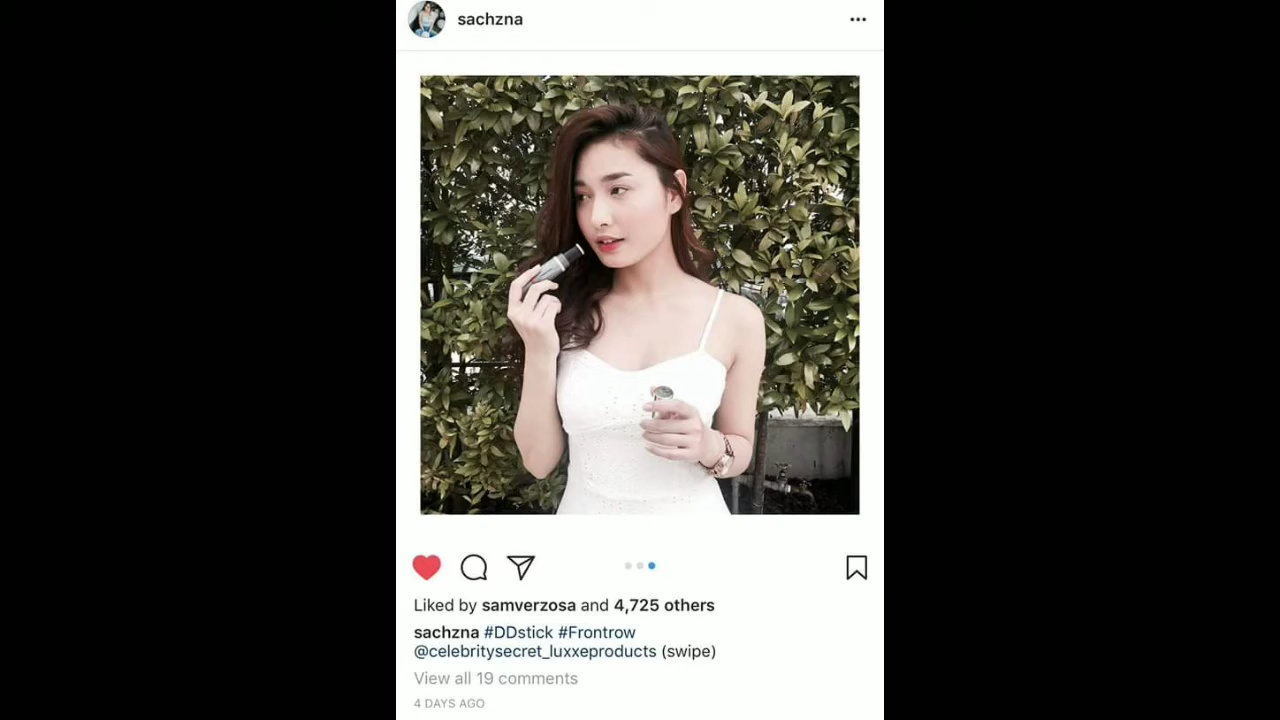 sachzna
Liked by samverzosa and 4,725 others
sachzna #DDstick #Frontrow
@celebritysecret_luxxeproducts (swipe)
View all 19 comments
4 DAYS AGO